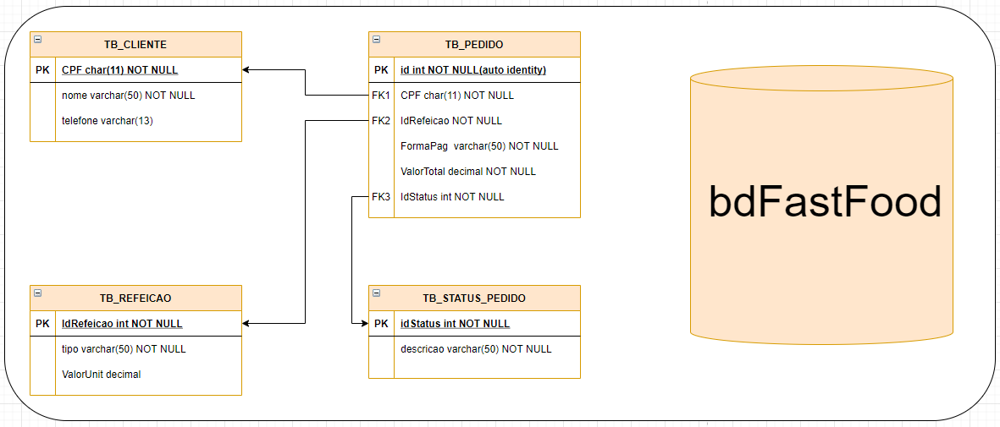 TB_CLIENTE
PK CPF char(11) NOT NULL
nome varchar(50) NOT NULL
telefone varchar(13)
TB_PEDIDO
PK id int NOT NULL(auto identity)
FK1 CPF char(11) NOT NULL
FK2 IdRefeicao NOT NULL
FormaPag varchar(50) NOT NULL
ValorTotal decimal NOT NULL
FK3 IdStatus int NOT NULL
bdFastFood
TB_REFEICAO
PK IdRefeicao int NOT NULL
tipo varchar(50) NOT NULL
ValorUnit decimal
TB_STATUS_PEDIDO
PK idStatus int NOT NULL
descricao varchar(50) NOT NULL